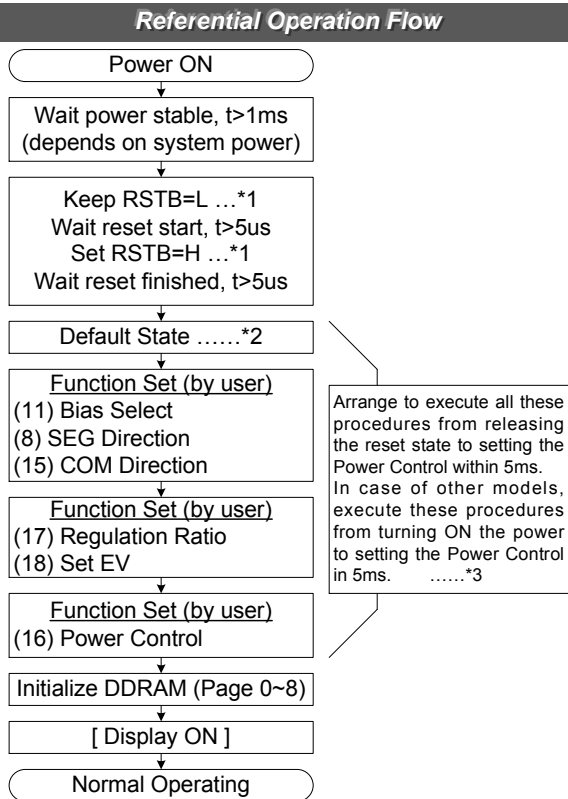 Referential Operation Flow
Power ON
Wait power stable, t>1ms
(depends on system power)
Keep RSTB=L …*1
Wait reset start, t>5us
Set RSTB=H …*1
Wait reset finished, t>5us
Default State ……*2
Function Set (by user)
(11) Bias Select
(8) SEG Direction
(15) COM Direction
Function Set (by user)
(17) Regulation Ratio
(18) Set EV
Function Set (by user)
(16) Power Control
Arrange to execute all these
procedures from releasing
the reset state to setting the
Power Control within 5ms.
In case of other models,
execute these procedures
from turning ON the power
to setting the Power Control
in 5ms. ……*3
Initialize DDRAM (Page 0~8)
[ Display ON ]
Normal Operating